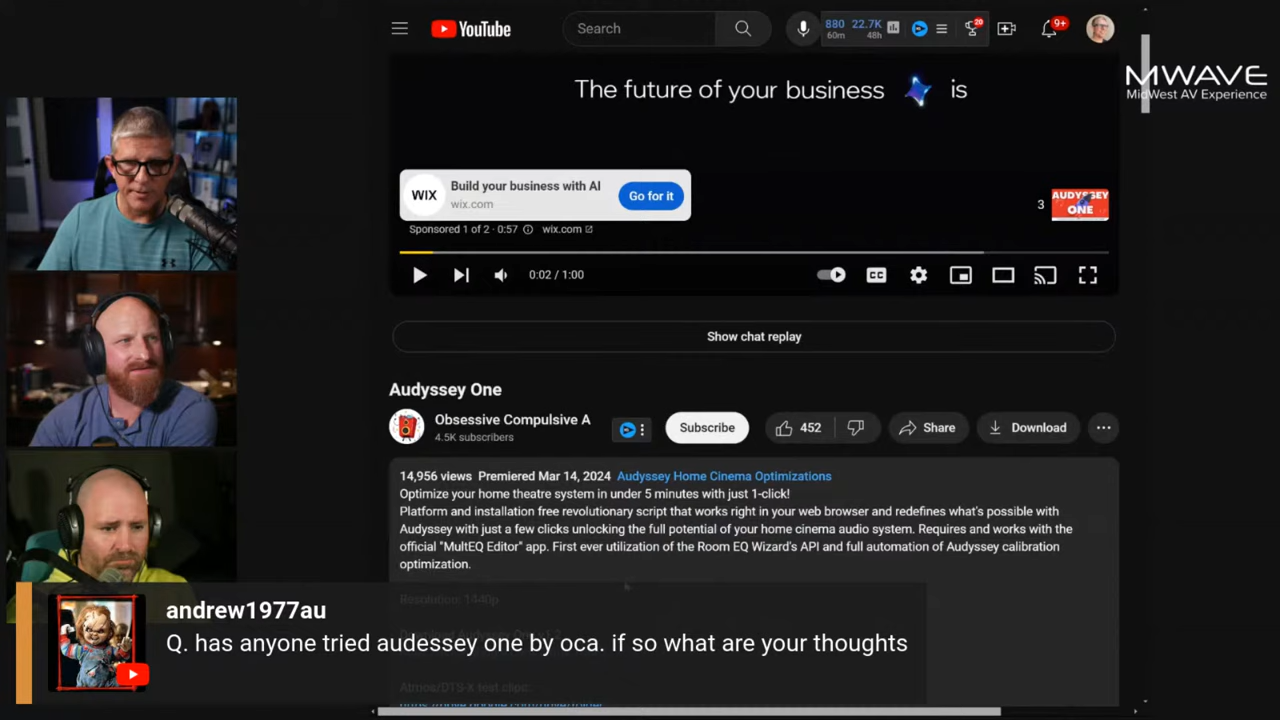 YouTube
Search
880 22.7K
60m 48h
20
9+
MWAVE
MidWest AV Experience
The future of your business is
WIX
Build your business with AI
wix.com
Go for it
Sponsored 1 of 2 · 0:57 wix.com
3
AUDYSSEY
ONE
0:02 / 1:00
CC
Show chat replay
Audyssey One
Obsessive Compulsive A
4.5K subscribers
Subscribe
452
Share
Download
14,956 views Premiered Mar 14, 2024 Audyssey Home Cinema Optimizations
Optimize your home theatre system in under 5 minutes with just 1-click!
Platform and installation free revolutionary script that works right in your web browser and redefines what's possible with
Audyssey with just a few clicks unlocking the full potential of your home cinema audio system. Requires and works with the
official "MultEQ Editor" app. First ever utilization of the Room EQ Wizard's API and full automation of Audyssey calibration
optimization.
Resolution: 1440p
andrew1977au
Q. has anyone tried audessey one by oca. if so what are your thoughts
Atmos/DTS-X test clips: